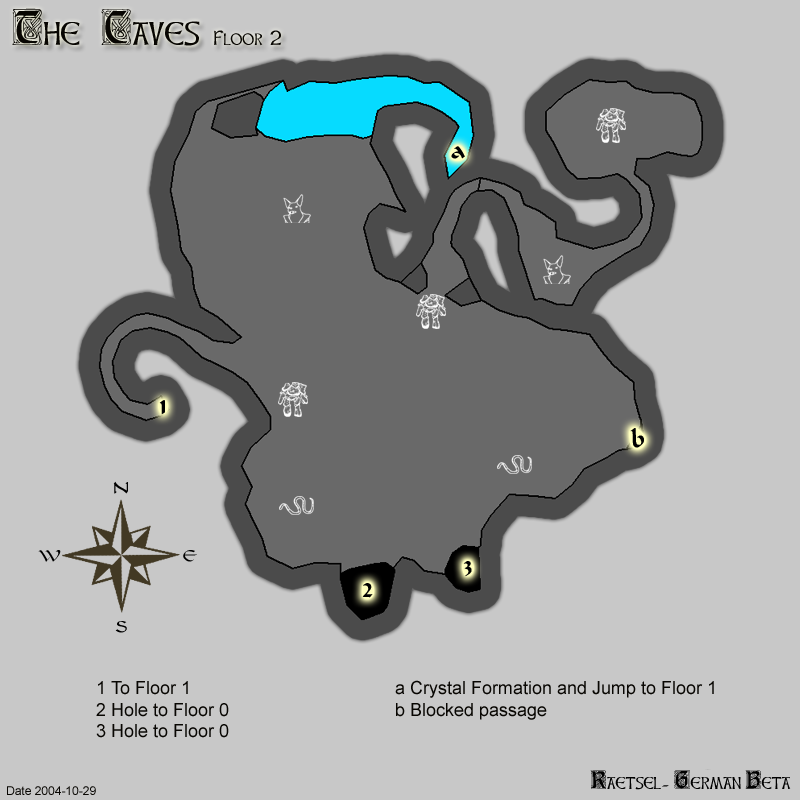 The Caves Floor 2
a
1
b
2
3
N
W E
S
1 To Floor 1
2 Hole to Floor 0
3 Hole to Floor 0
a Crystal Formation and Jump to Floor 1
b Blocked passage
Raetsel- German Beta
Date 2004-10-29